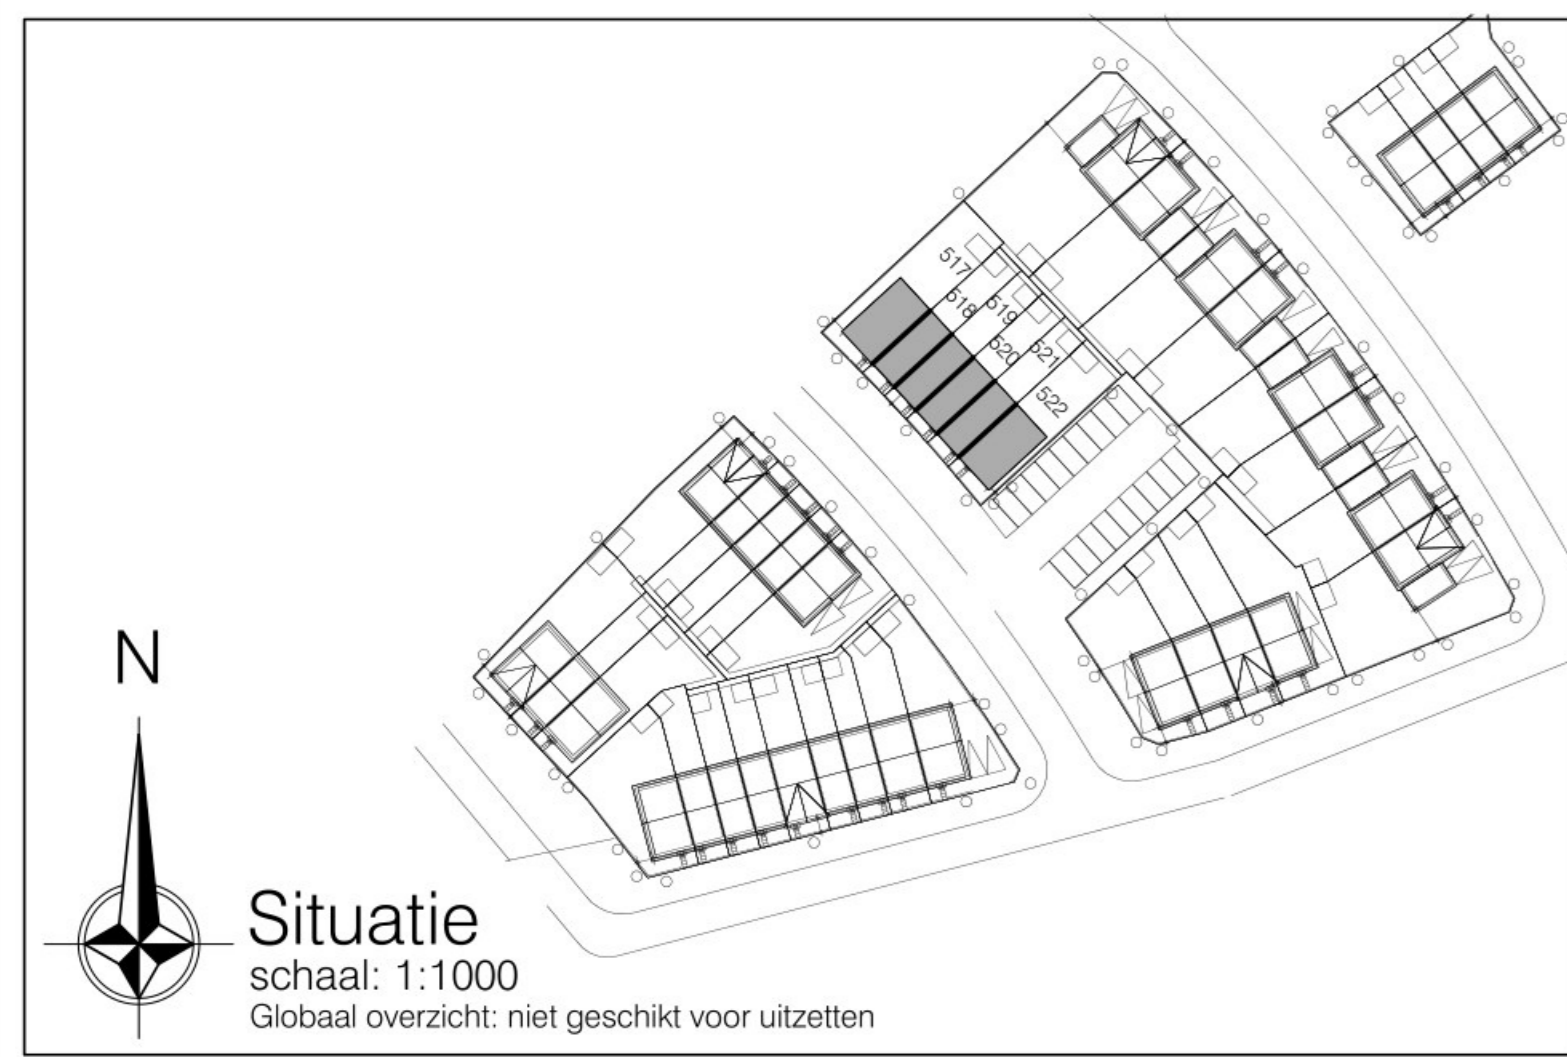 517
518
519
520
521
522
N
Situatie
schaal: 1:1000
Globaal overzicht: niet geschikt voor uitzetten